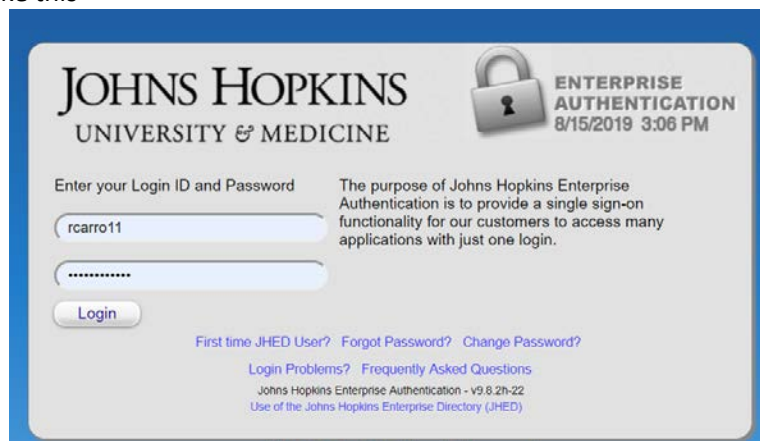 JOHNS HOPKINS
UNIVERSITY & MEDICINE
ENTERPRISE
AUTHENTICATION
8/15/2019 3:06 PM
Enter your Login ID and Password
rcarro11
••••••••••••
Login
The purpose of Johns Hopkins Enterprise
Authentication is to provide a single sign-on
functionality for our customers to access many
applications with just one login.
First time JHED User? Forgot Password? Change Password?
Login Problems? Frequently Asked Questions
Johns Hopkins Enterprise Authentication - v9.8.2h-22
Use of the Johns Hopkins Enterprise Directory (JHED)